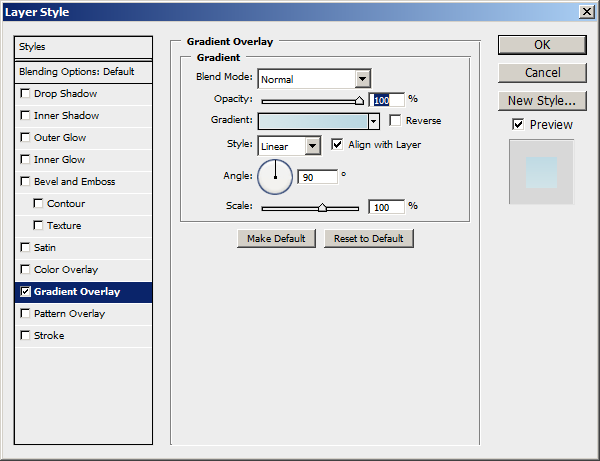 Layer Style
Styles
Blending Options: Default
Drop Shadow
Inner Shadow
Outer Glow
Inner Glow
Bevel and Emboss
Contour
Texture
Satin
Color Overlay
Gradient Overlay
Pattern Overlay
Stroke
Gradient Overlay
Gradient
Blend Mode: Normal
Opacity: 100 %
Gradient: Reverse
Style: Linear Align with Layer
Angle: 90 °
Scale: 100 %
Make Default Reset to Default
OK
Cancel
New Style...
Preview